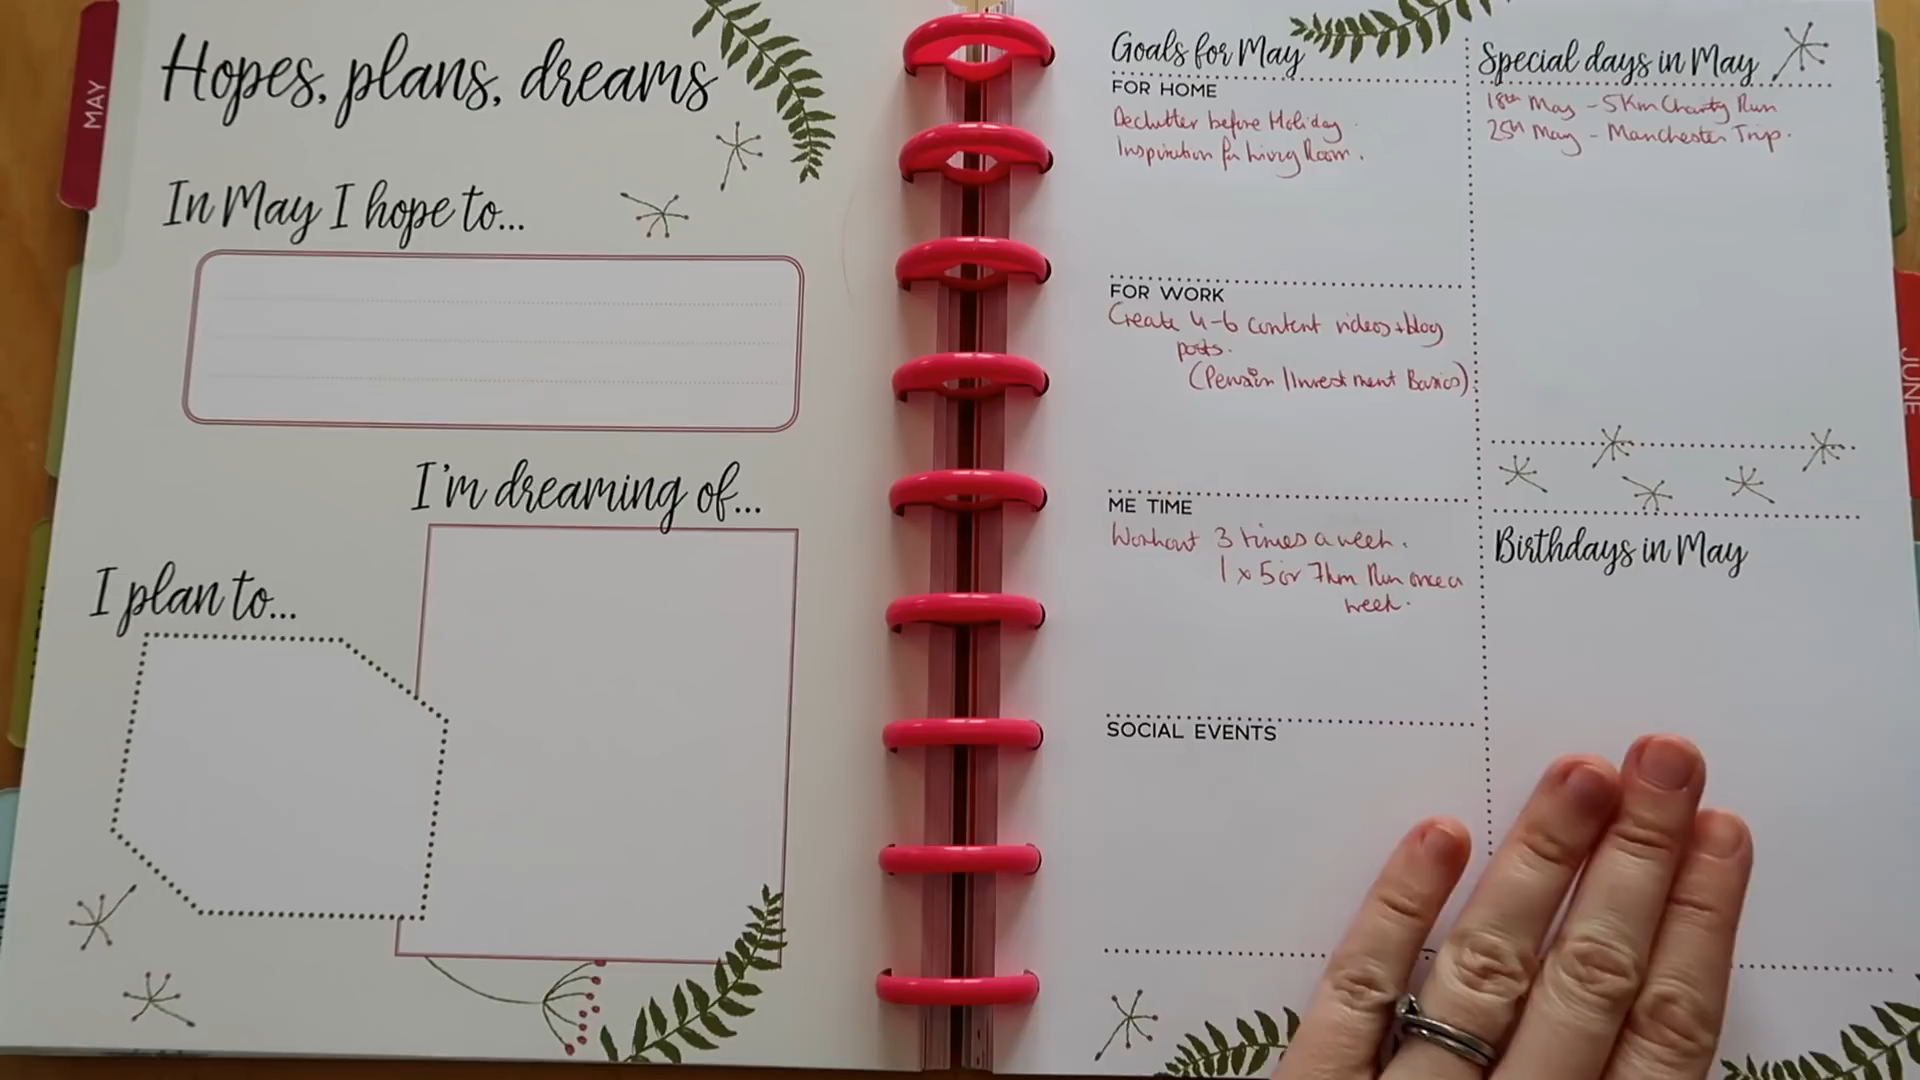 MAY
Hopes, plans, dreams
In May I hope to...
I'm dreaming of...
I plan to...
Goals for May
FOR HOME
Declutter before Holiday.
Inspiration for Living Room.
FOR WORK
Create 4-6 content videos + blog
posts.
(Pension / Investment Basics).
ME TIME
Workout 3 times a week.
1 x 5 or 7km Run once a
week.
SOCIAL EVENTS
Special days in May
18th May - 5Km Charity Run
25th May - Manchester Trip.
Birthdays in May
JUNE